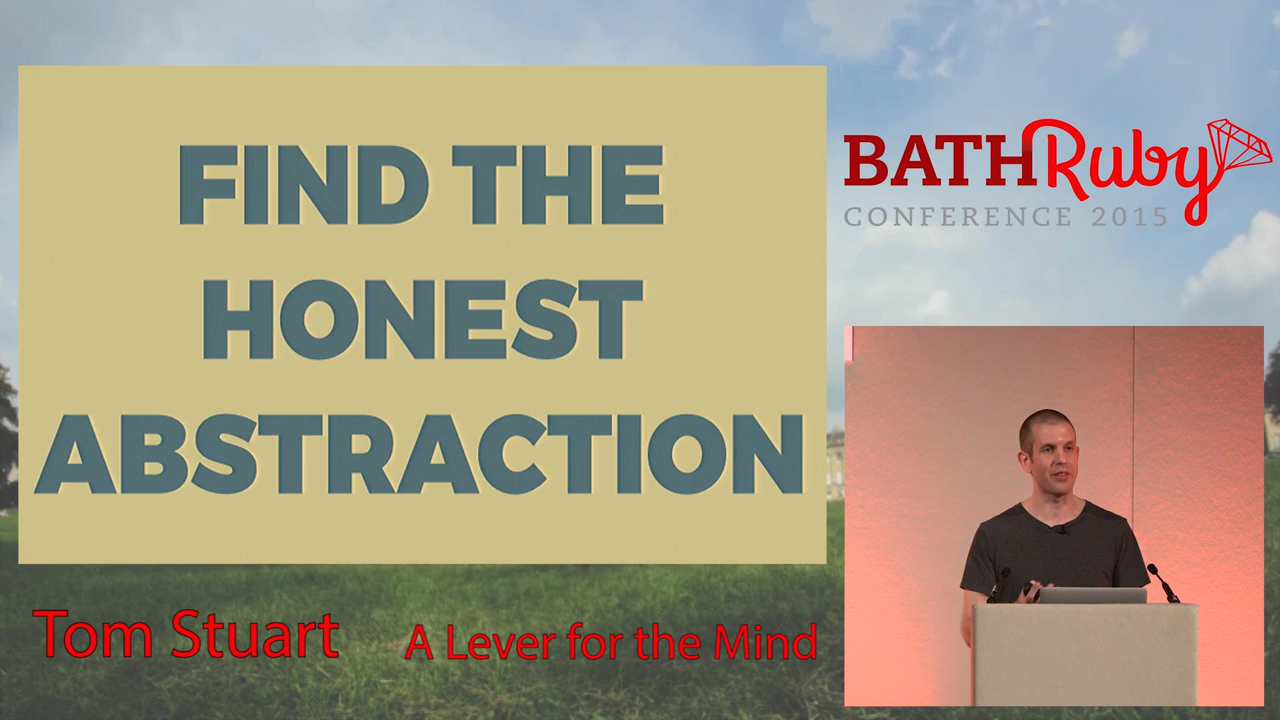 FIND THE
HONEST
ABSTRACTION
BATHRuby
CONFERENCE 2015
Tom Stuart
A Lever for the Mind